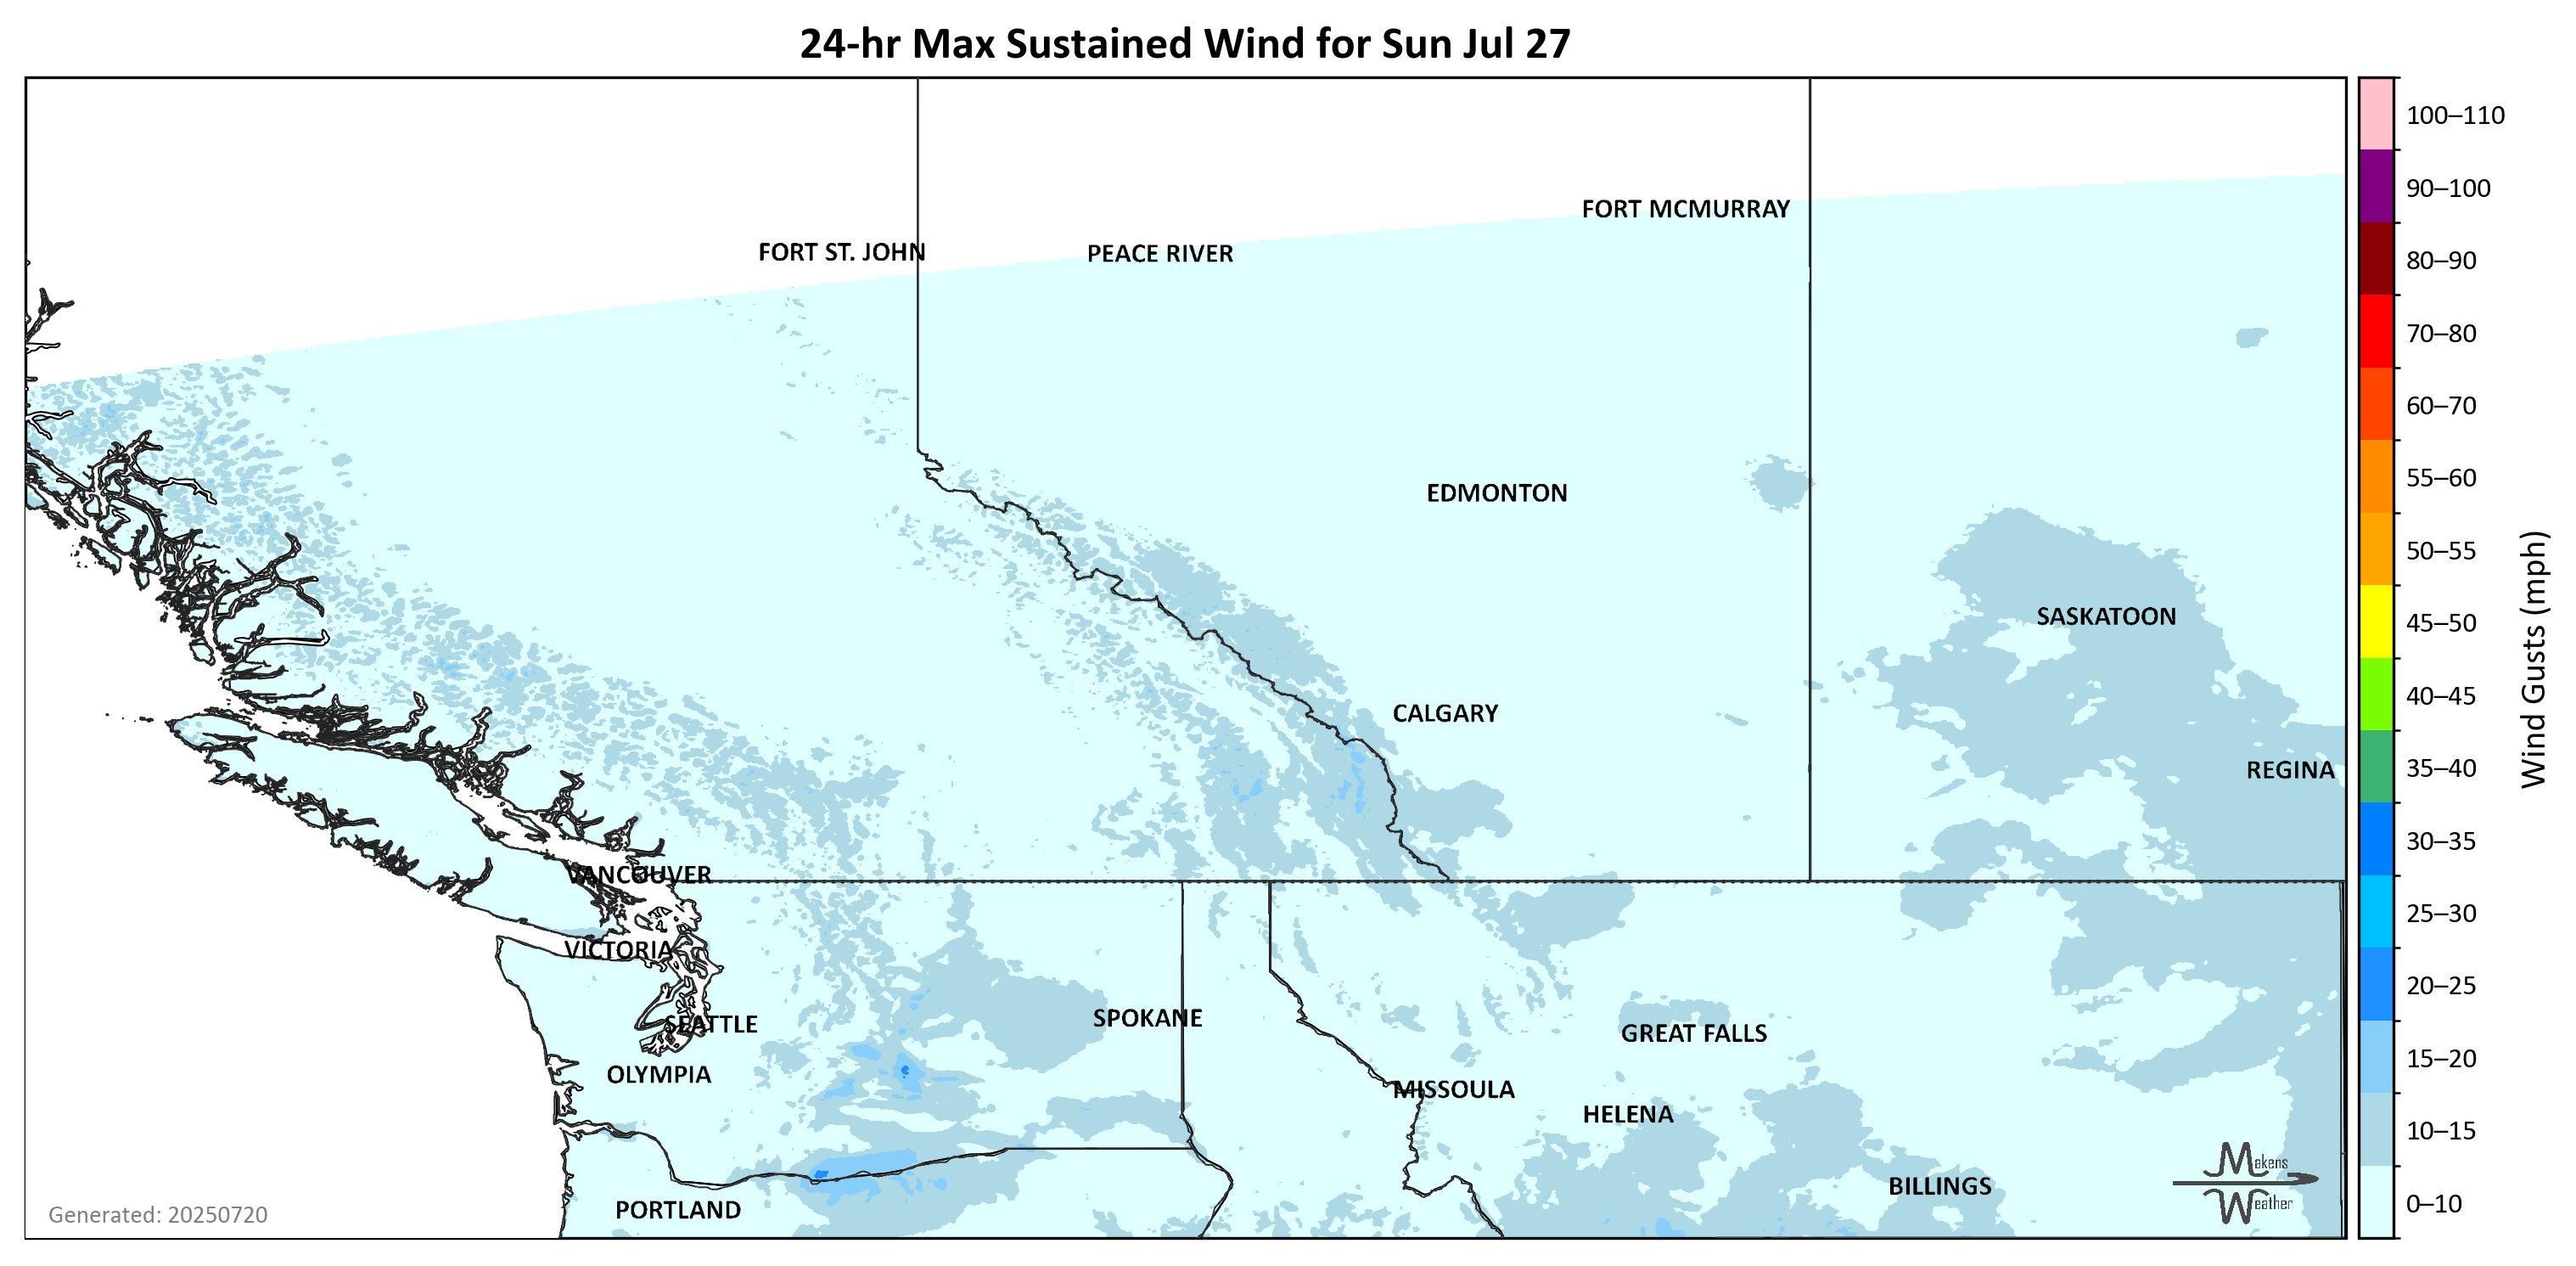 24-hr Max Sustained Wind for Sun Jul 27
FORT MCMURRAY
FORT ST. JOHN
PEACE RIVER
EDMONTON
SASKATOON
CALGARY
REGINA
VANCOUVER
VICTORIA
SEATTLE
SPOKANE
GREAT FALLS
OLYMPIA
MISSOULA
HELENA
BILLINGS
PORTLAND
Makens
Weather
Generated: 20250720
100–110
90–100
80–90
70–80
60–70
55–60
50–55
45–50
40–45
35–40
30–35
25–30
20–25
15–20
10–15
0–10
Wind Gusts (mph)